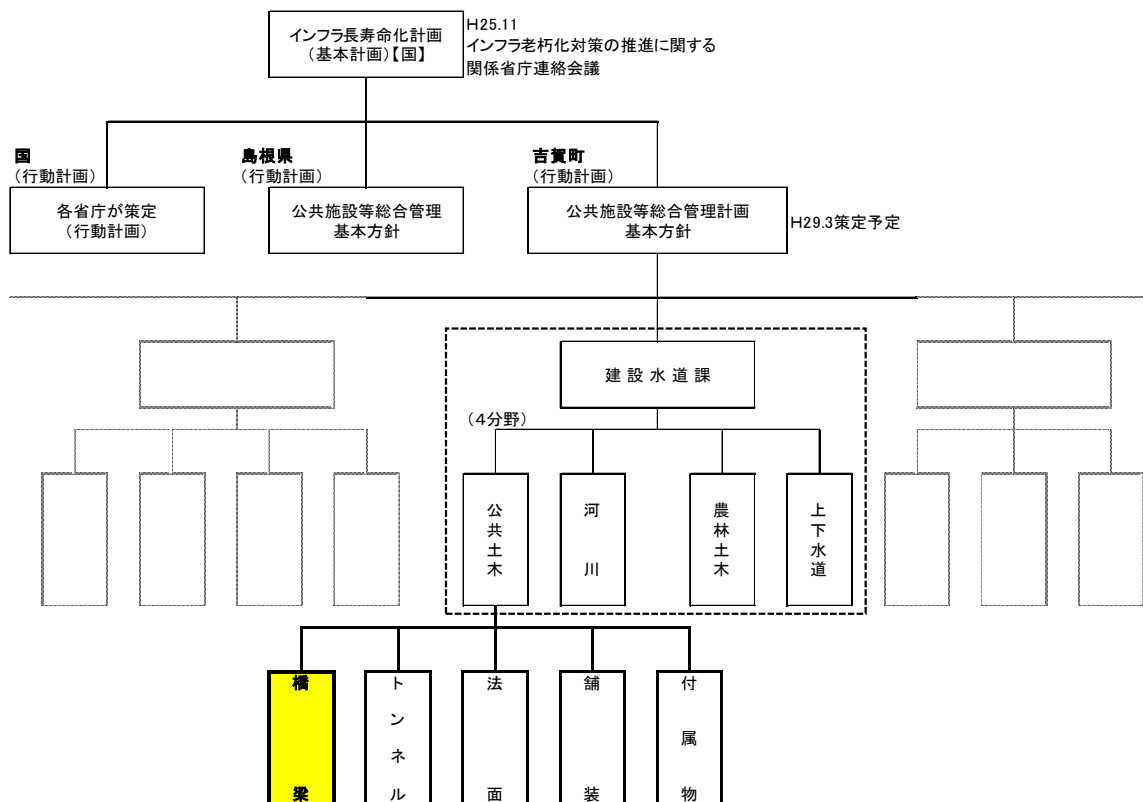 インフラ長寿命化計画
(基本計画)【国】
H25.11
インフラ老朽化対策の推進に関する
関係省庁連絡会議
国
(行動計画)
島根県
(行動計画)
吉賀町
(行動計画)
各省庁が策定
(行動計画)
公共施設等総合管理
基本方針
公共施設等総合管理計画
基本方針
H29.3策定予定
建設水道課
(4分野)
公共土木
河川
農林土木
上下水道
橋梁
トンネル
法面
舗装
付属物